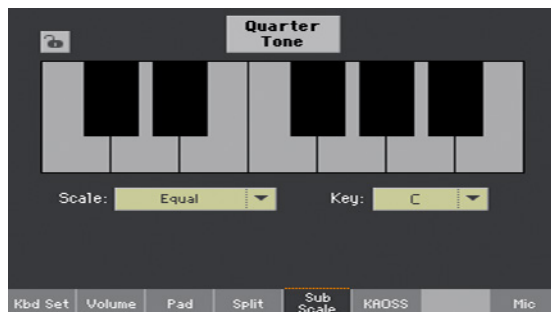 Quarter
Tone
Scale: Equal Key: C
Kbd Set Volume Pad Split Sub Scale KAOSS Mic